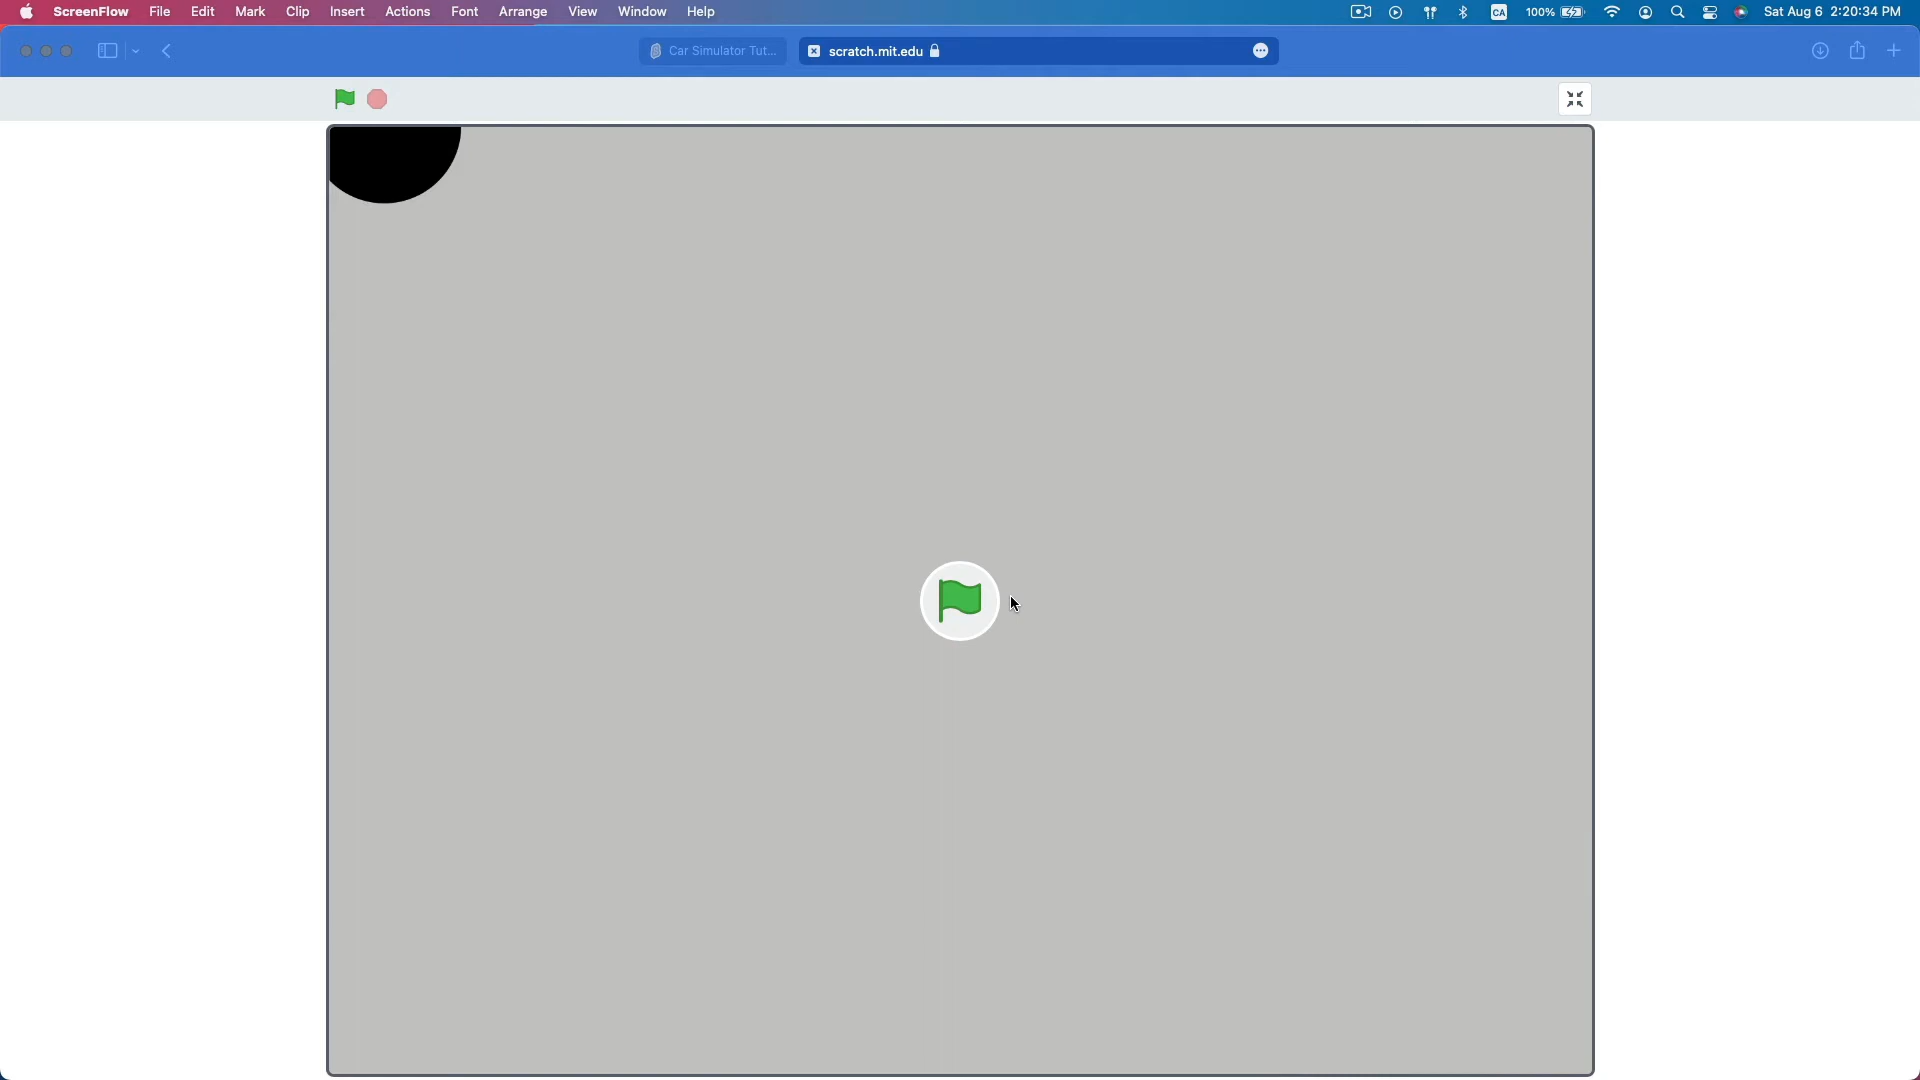 ScreenFlow File Edit Mark Clip Insert Actions Font Arrange View Window Help CA 100% Sat Aug 6 2:20:34 PM
Car Simulator Tut... scratch.mit.edu